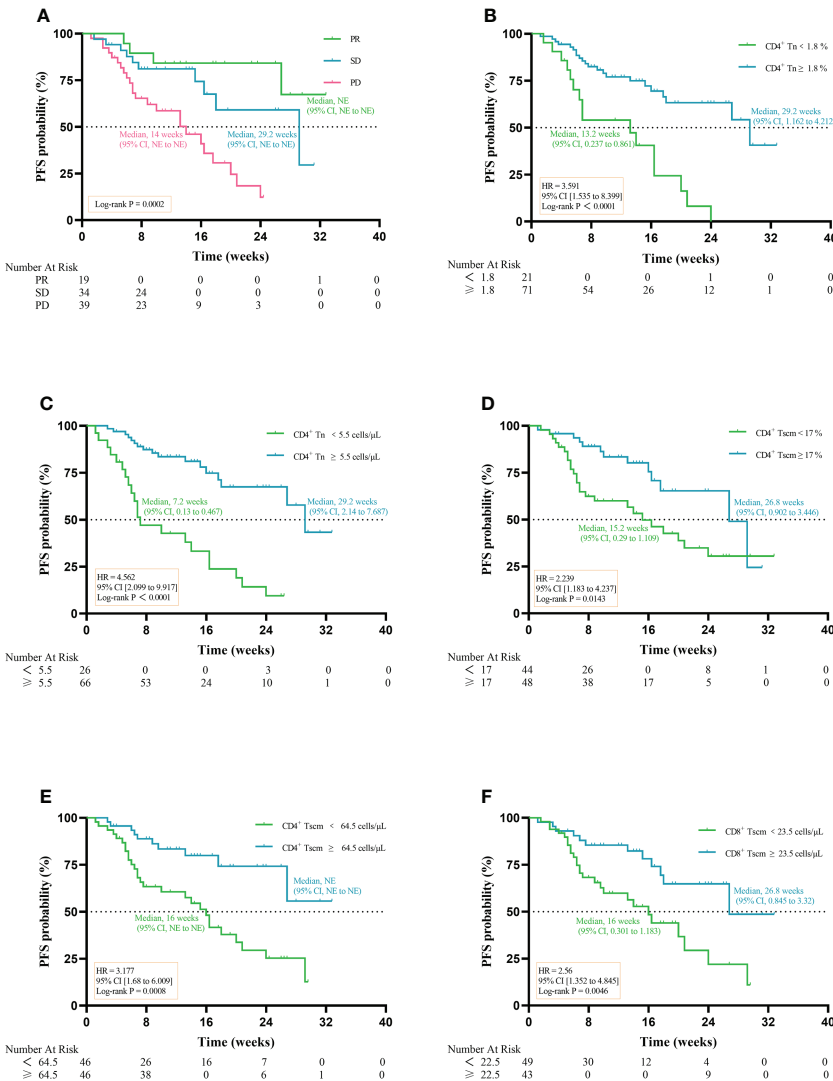 A
PFS probability (%)
100
75
50
25
0
PR
SD
PD
Median, NE
(95% CI, NE to NE)
Median, 14 weeks
(95% CI, NE to NE)
Median, 29.2 weeks
(95% CI, NE to NE)
Log-rank P = 0.0002
0 8 16 24 32 40
Time (weeks)
Number At Risk
PR 19 0 0 0 1 0
SD 34 24 0 0 0 0
PD 39 23 9 3 0 0
B
PFS probability (%)
100
75
50
25
0
CD4+ Tn < 1.8 %
CD4+ Tn ≥ 1.8 %
Median, 29.2 weeks
(95% CI, 1.162 to 4.212
Median, 13.2 weeks
(95% CI, 0.237 to 0.861)
HR = 3.591
95% CI [1.535 to 8.399]
Log-rank P < 0.0001
0 8 16 24 32 40
Time (weeks)
Number At Risk
< 1.8 21 0 0 1 0 0
≥ 1.8 71 54 26 12 1 0
C
PFS probability (%)
100
75
50
25
0
CD4+ Tn < 5.5 cells/μL
CD4+ Tn ≥ 5.5 cells/μL
Median, 7.2 weeks
(95% CI, 0.13 to 0.467)
Median, 29.2 weeks
(95% CI, 2.14 to 7.687)
HR = 4.562
95% CI [2.099 to 9.917]
Log-rank P < 0.0001
0 8 16 24 32 40
Time (weeks)
Number At Risk
< 5.5 26 0 0 3 0 0
≥ 5.5 66 53 24 10 1 0
D
PFS probability (%)
100
75
50
25
0
CD4+ Tscm < 17 %
CD4+ Tscm ≥ 17 %
Median, 26.8 weeks
(95% CI, 0.902 to 3.446)
Median, 15.2 weeks
(95% CI, 0.29 to 1.109)
HR = 2.239
95% CI [1.183 to 4.237]
Log-rank P = 0.0143
0 8 16 24 32 40
Time (weeks)
Number At Risk
< 17 44 26 0 8 1 0
≥ 17 48 38 17 5 0 0
E
PFS probability (%)
100
75
50
25
0
CD4+ Tscm < 64.5 cells/μL
CD4+ Tscm ≥ 64.5 cells/μL
Median, NE
(95% CI, NE to NE)
Median, 16 weeks
(95% CI, NE to NE)
HR = 3.177
95% CI [1.68 to 6.009]
Log-rank P = 0.0008
0 8 16 24 32 40
Time (weeks)
Number At Risk
< 64.5 46 26 16 7 0 0
≥ 64.5 46 38 0 6 1 0
F
PFS probability (%)
100
75
50
25
0
CD8+ Tscm < 23.5 cells/μL
CD8+ Tscm ≥ 23.5 cells/μL
Median, 26.8 weeks
(95% CI, 0.845 to 3.32)
Median, 16 weeks
(95% CI, 0.301 to 1.183)
HR = 2.56
95% CI [1.352 to 4.845]
Log-rank P = 0.0046
0 8 16 24 32 40
Time (weeks)
Number At Risk
< 22.5 49 30 12 4 0 0
≥ 22.5 43 0 0 9 0 0